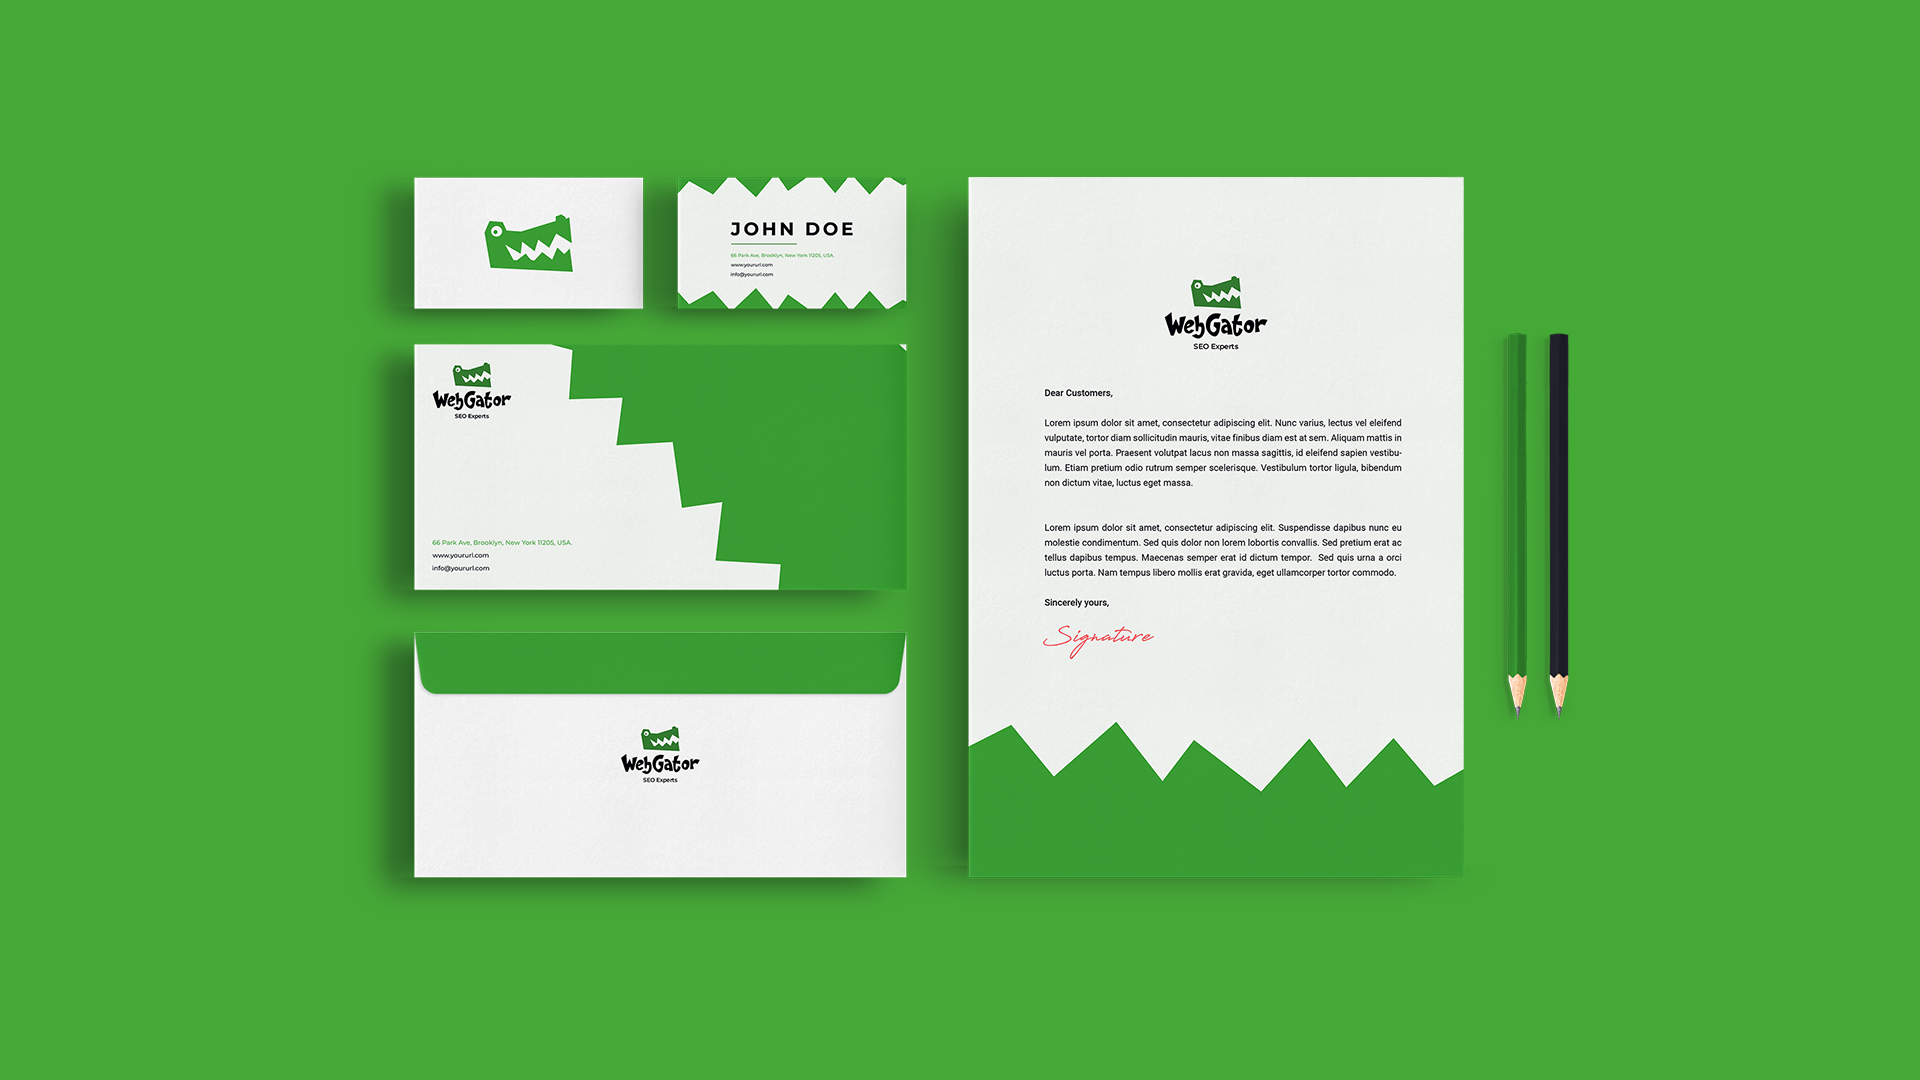 JOHN DOE
66 Park Ave, Brooklyn, New York 11205, USA.
www.yoururl.com
info@yoururl.com
WebGator
SEO Experts
66 Park Ave, Brooklyn, New York 11205, USA.
www.yoururl.com
info@yoururl.com
WebGator
SEO Experts
WebGator
SEO Experts
Dear Customers,
Lorem ipsum dolor sit amet, consectetur adipiscing elit. Nunc varius, lectus vel eleifend
vulputate, tortor diam sollicitudin mauris, vitae finibus diam est at sem. Aliquam mattis in
mauris vel porta. Praesent volutpat lacus non massa sagittis, id eleifend sapien vestibu-
lum. Etiam pretium odio rutrum semper scelerisque. Vestibulum tortor ligula, bibendum
non dictum vitae, luctus eget massa.
Lorem ipsum dolor sit amet, consectetur adipiscing elit. Suspendisse dapibus nunc eu
molestie condimentum. Sed quis dolor non lorem lobortis convallis. Sed pretium erat ac
tellus dapibus tempus. Maecenas semper erat id dictum tempor. Sed quis urna a orci
luctus porta. Nam tempus libero mollis erat gravida, eget ullamcorper tortor commodo.
Sincerely yours,
Signature